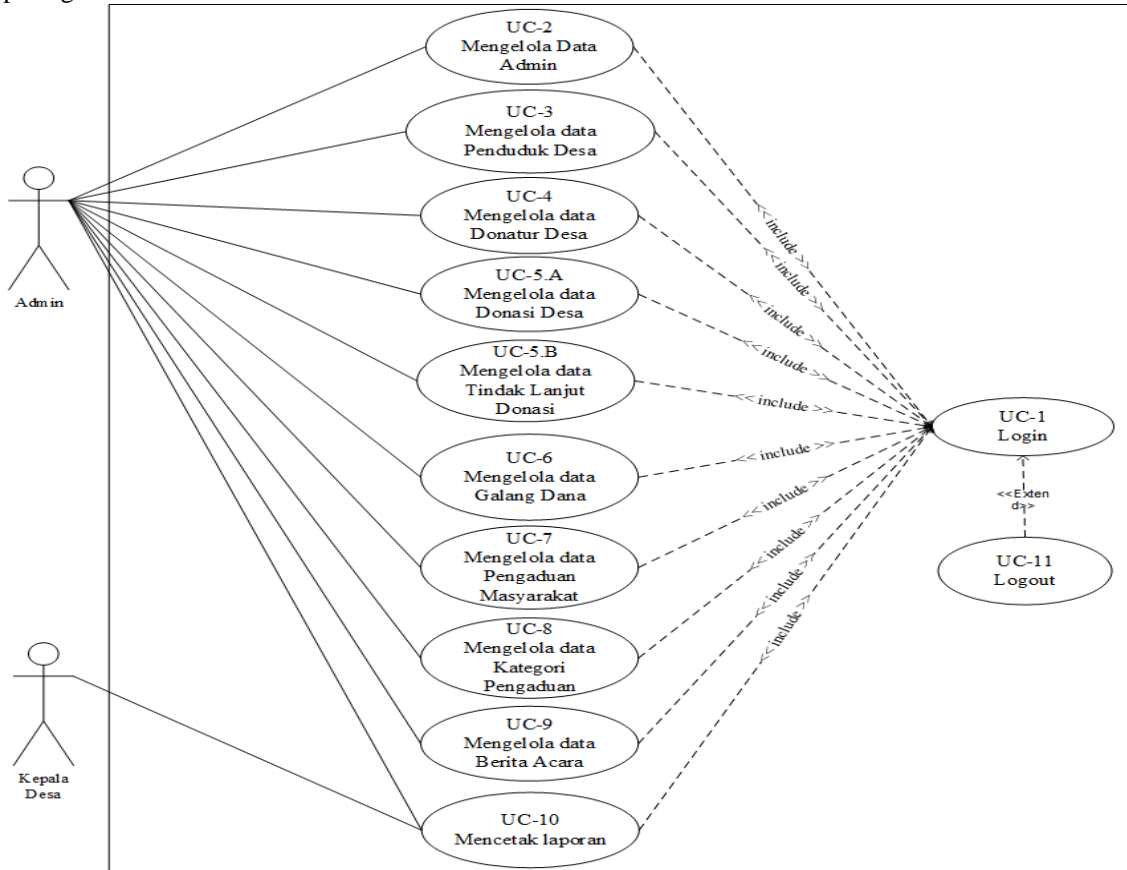 UC-2
Mengelola Data
Admin
UC-3
Mengelola data
Penduduk Desa
UC-4
Mengelola data
Donatur Desa
UC-5.A
Mengelola data
Donasi Desa
UC-5.B
Mengelola data
Tindak Lanjut
Donasi
UC-6
Mengelola data
Galang Dana
UC-7
Mengelola data
Pengaduan
Masyarakat
UC-8
Mengelola data
Kategori
Pengaduan
UC-9
Mengelola data
Berita Acara
UC-10
Mencetak laporan
Admin
Kepala
Desa
<< include >>
<< include >>
<< include >>
<< include >>
<< include >>
<< include >>
<< include >>
<< include >>
<< include >>
<< include >>
UC-1
Login
<<Exten
d>>
UC-11
Logout